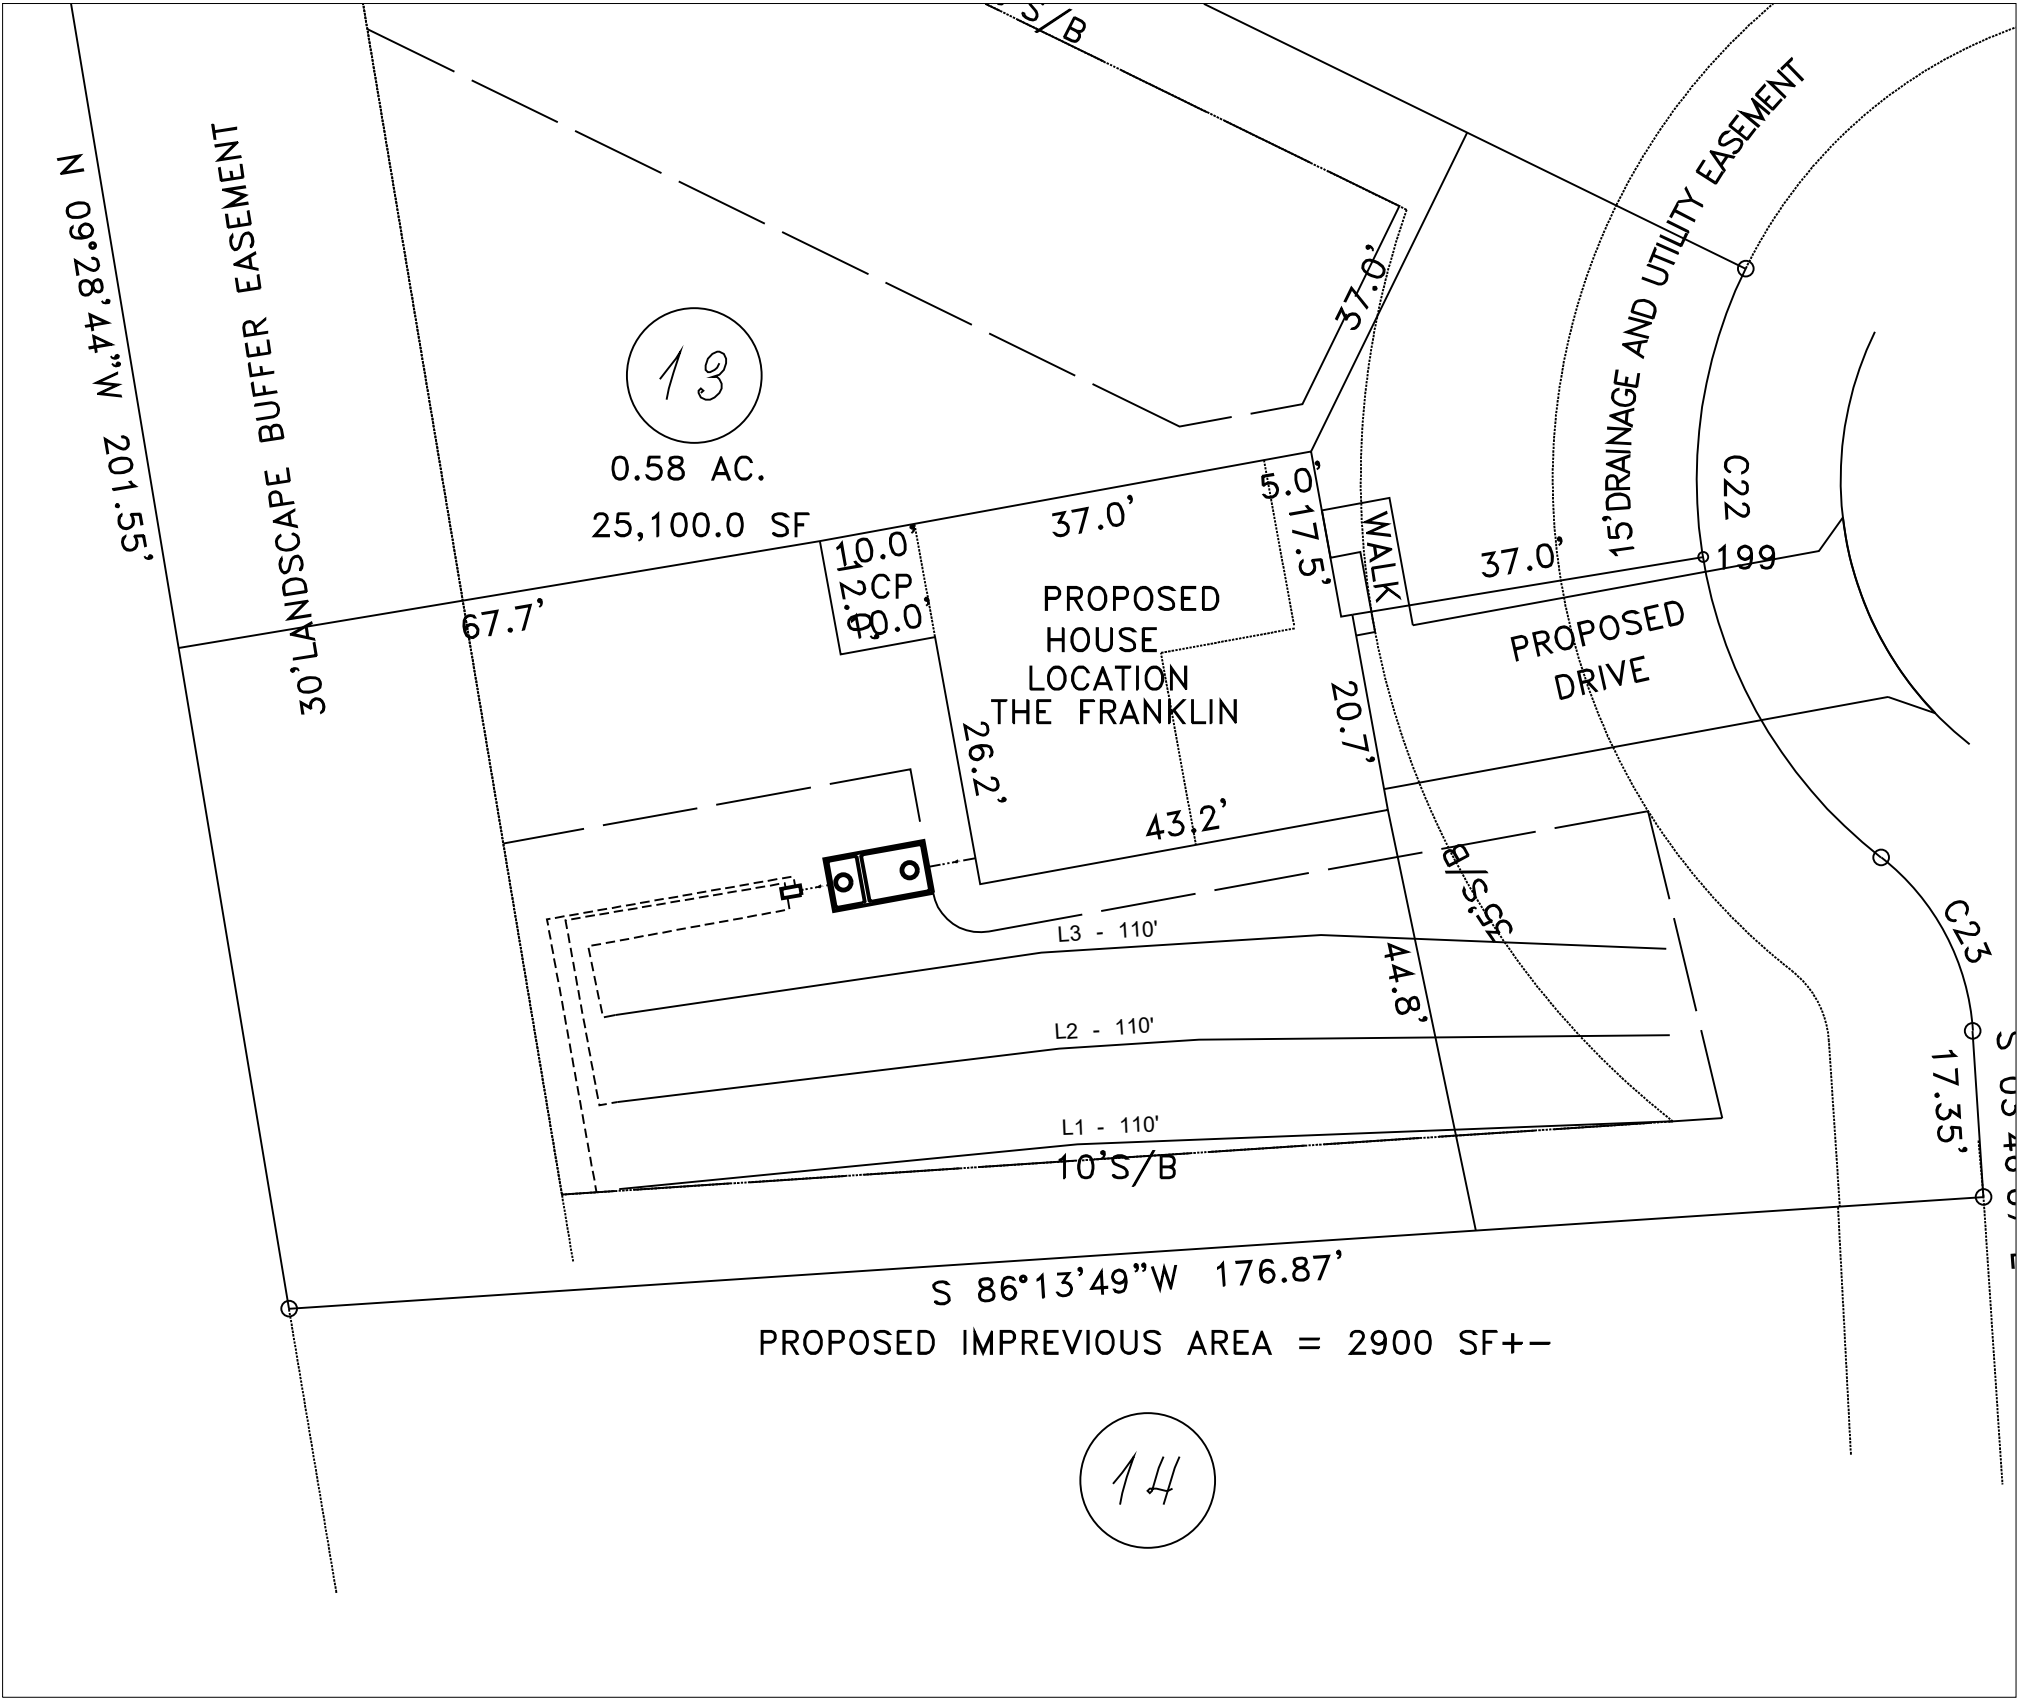 S/B
N 09°28'44"W 201.55'
30'LANDSCAPE BUFFER EASEMENT
15'DRAINAGE AND UTILITY EASEMENT
37.0'
13
0.58 AC.
25,100.0 SF
C22
199
5.0'
37.0'
17.5'
WALK
37.0'
10.0'
12.0'
CP
10.0'
67.7'
PROPOSED
HOUSE
LOCATION
THE FRANKLIN
PROPOSED
DRIVE
20.7'
26.2'
43.2'
35'S/B
C23
L3 - 110'
44.8'
L2 - 110'
17.35'
L1 - 110'
10'S/B
S 86°13'49"W 176.87'
PROPOSED IMPREVIOUS AREA = 2900 SF+-
14